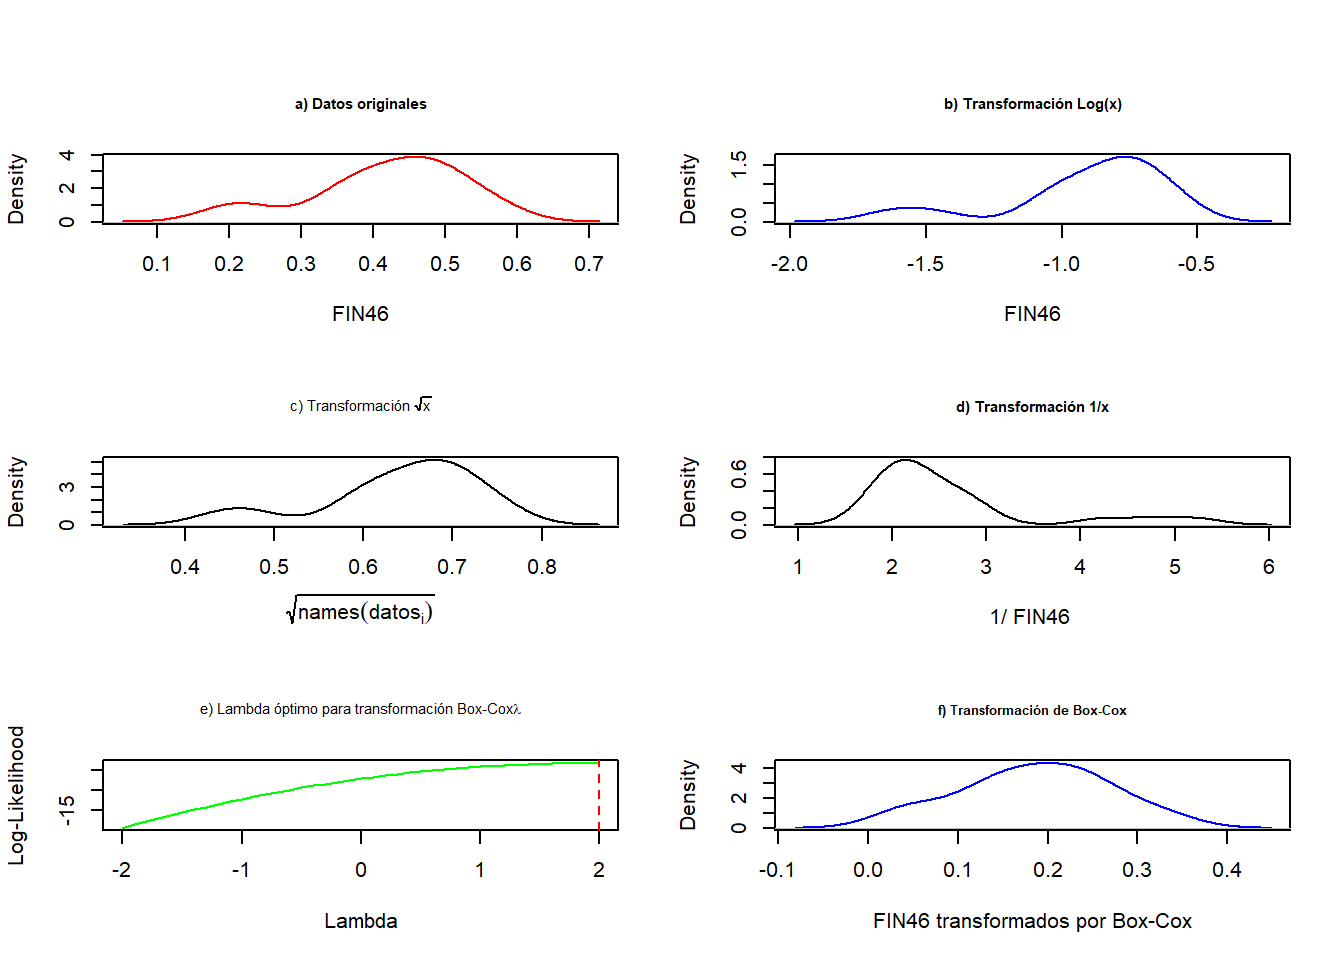 a) Datos originales
Density
0 2 4
0.1 0.2 0.3 0.4 0.5 0.6 0.7
FIN46
b) Transformación Log(x)
Density
0.0 1.5
-2.0 -1.5 -1.0 -0.5
FIN46
c) Transformación √x
Density
0 3
0.4 0.5 0.6 0.7 0.8
√names(datosᵢ)
d) Transformación 1/x
Density
0.0 0.6
1 2 3 4 5 6
1/ FIN46
e) Lambda óptimo para transformación Box-Coxλ
Log-Likelihood
-15
-2 -1 0 1 2
Lambda
f) Transformación de Box-Cox
Density
0 2 4
-0.1 0.0 0.1 0.2 0.3 0.4
FIN46 transformados por Box-Cox